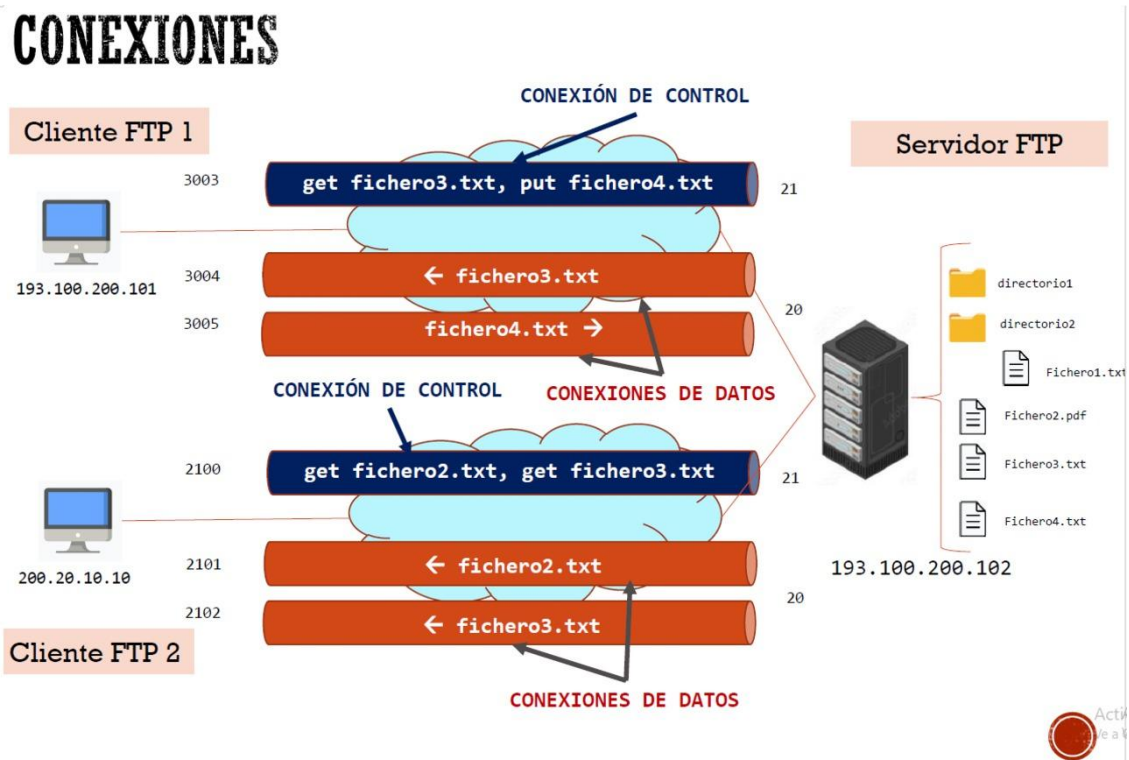 CONEXIONES
CONEXIÓN DE CONTROL
Cliente FTP 1
Servidor FTP
3003
get fichero3.txt, put fichero4.txt
21
193.100.200.101
3004
← fichero3.txt
3005
fichero4.txt →
20
directorio1
directorio2
Fichero1.txt
Fichero2.pdf
Fichero3.txt
Fichero4.txt
193.100.200.102
CONEXIÓN DE CONTROL
CONEXIONES DE DATOS
2100
get fichero2.txt, get fichero3.txt
21
200.20.10.10
2101
← fichero2.txt
2102
← fichero3.txt
20
Cliente FTP 2
CONEXIONES DE DATOS